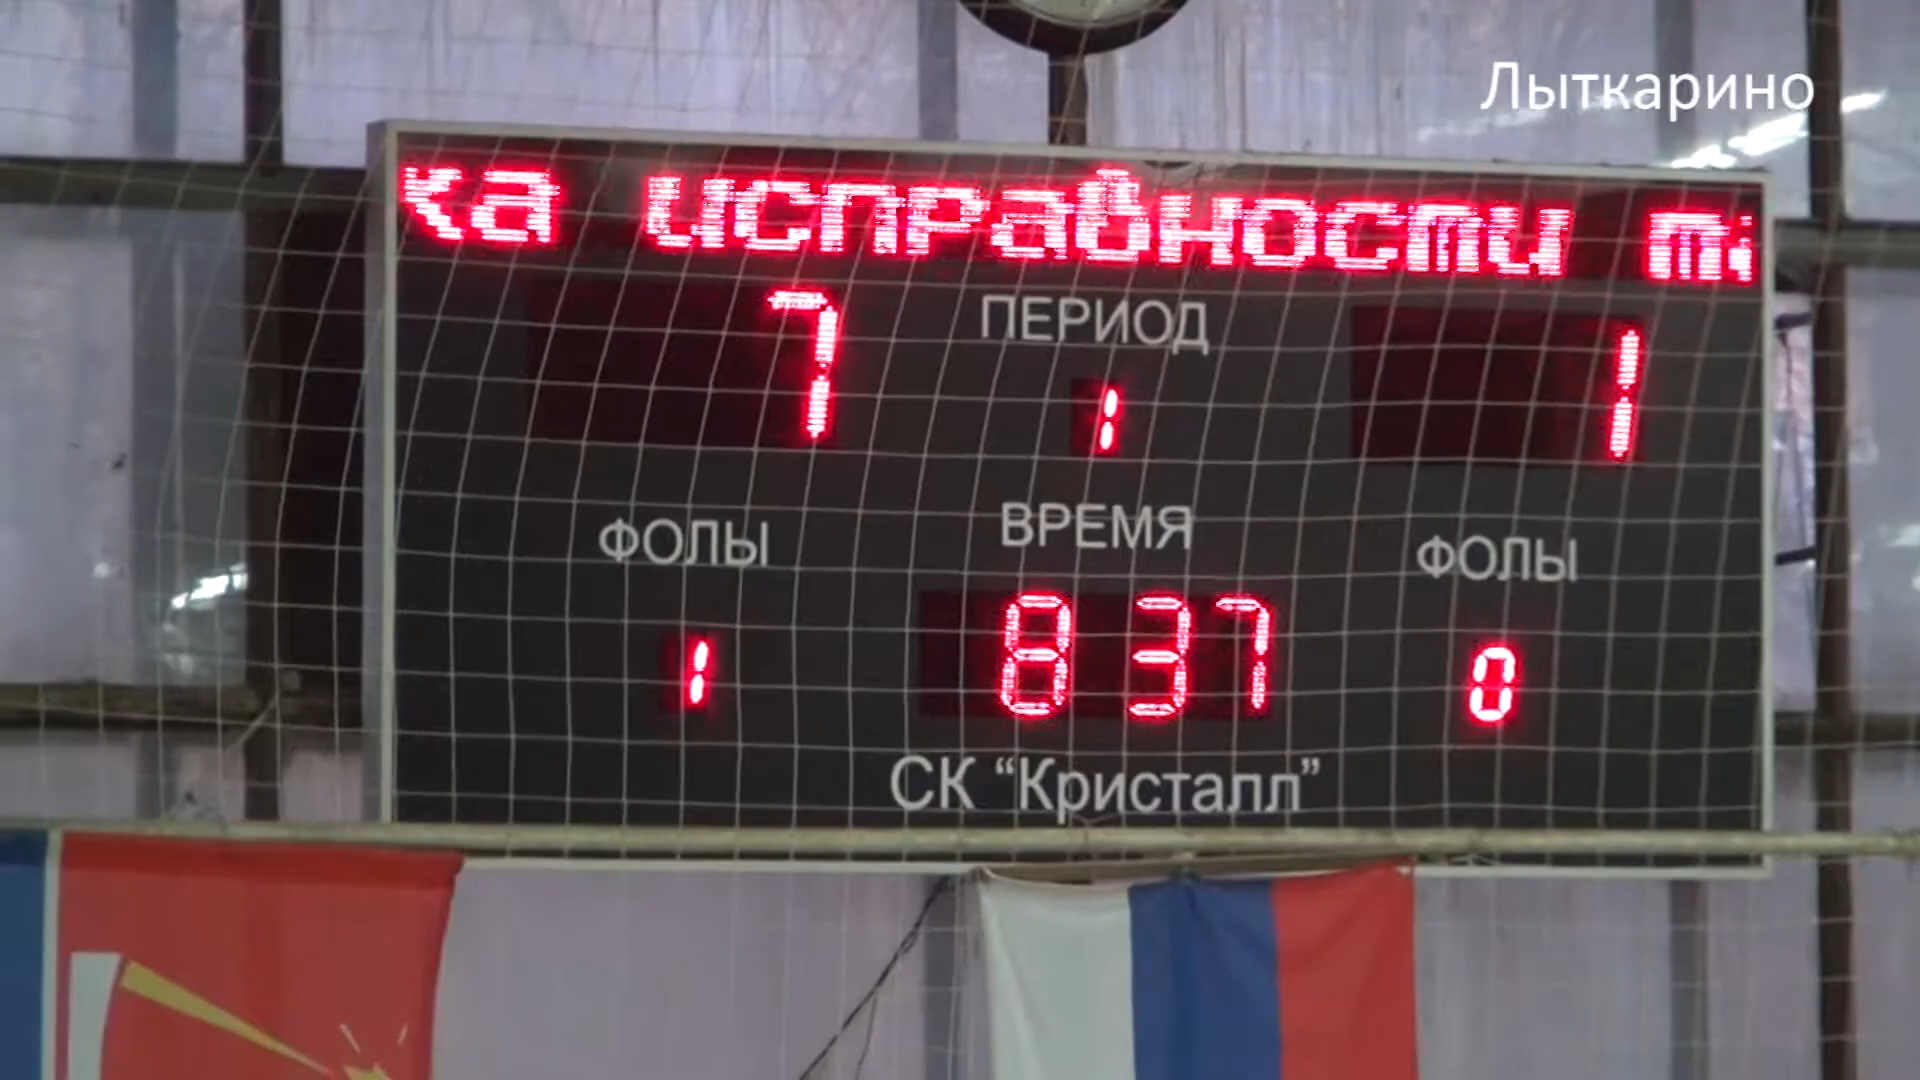 Лыткарино
ка исправности
7 ПЕРИОД 1
1
ФОЛЫ ВРЕМЯ ФОЛЫ
1 8 37 0
СК “Кристалл”